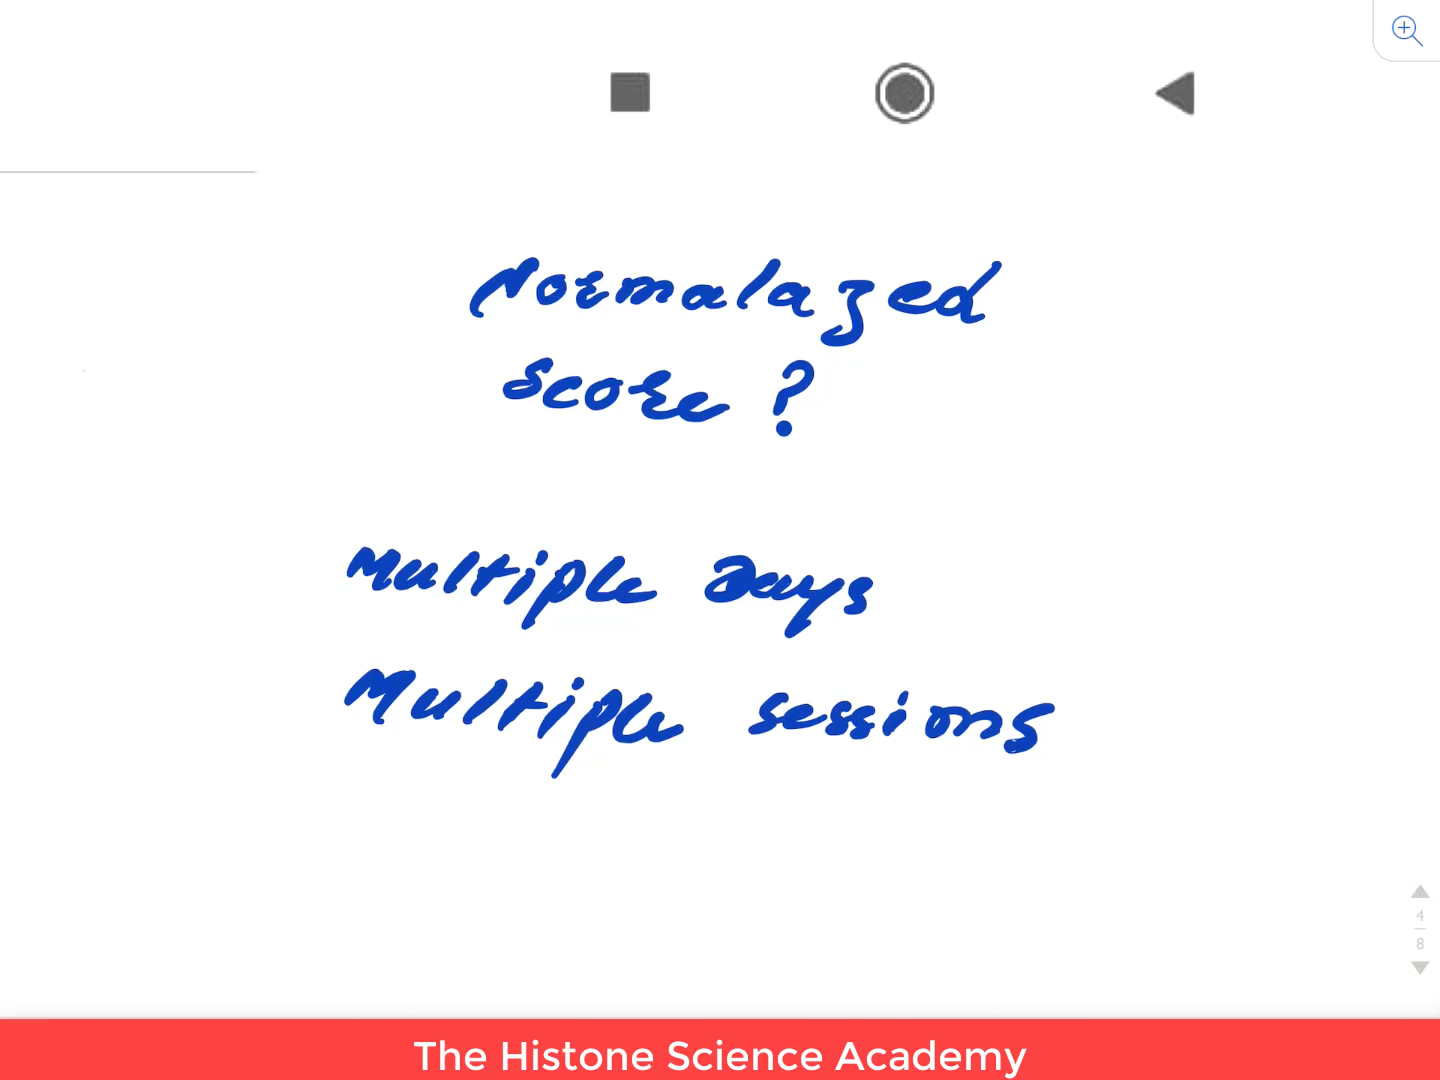 Normalazed
score ?
Multiple Days
Multiple sessions
4
8
The Histone Science Academy